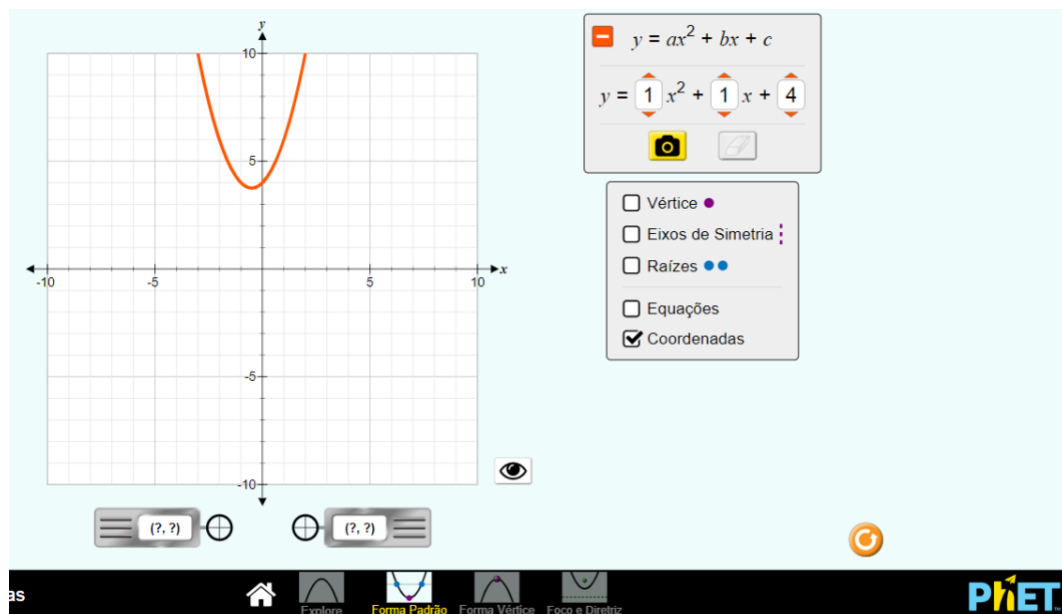 y
10
5
-10
-5
5
10
x
-5
-10
(?, ?)
(?, ?)
y = ax² + bx + c
y = 1 x² + 1 x + 4
Vértice
Eixos de Simetria
Raízes
Equações
Coordenadas
as
Explore
Forma Padrão
Forma Vértice
Foco e Diretriz
PhET